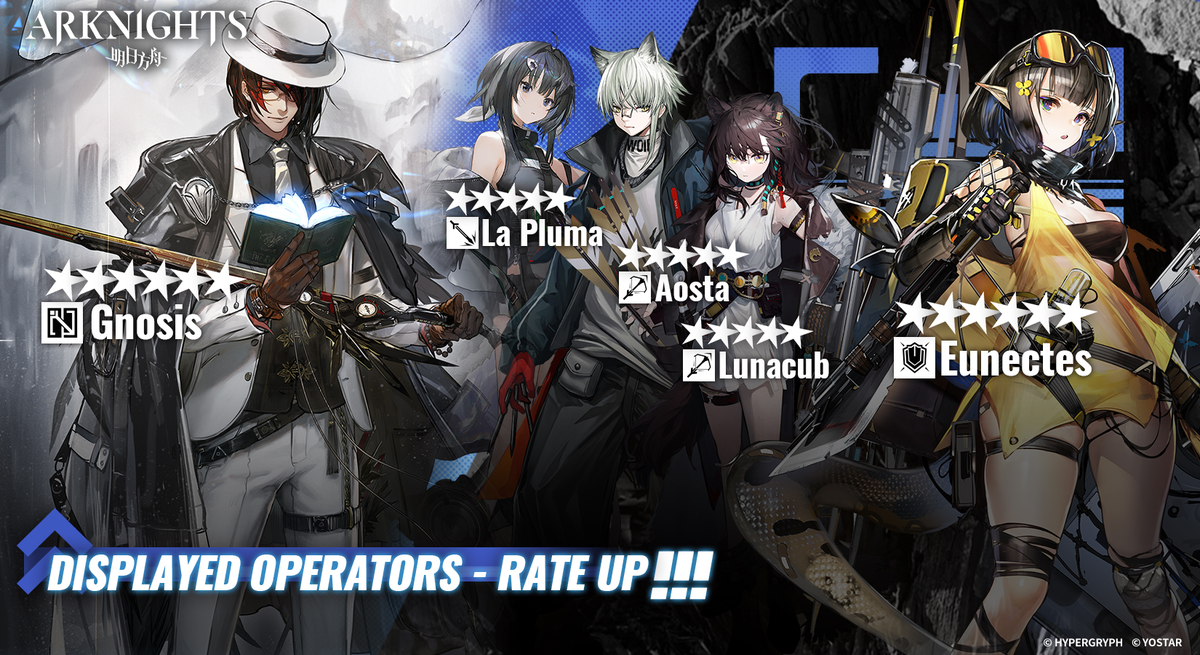 ARKNIGHTS
明日方舟
★★★★★★
Gnosis
★★★★★
La Pluma
★★★★★
Aosta
★★★★★
Lunacub
★★★★★★
Eunectes
DISPLAYED OPERATORS - RATE UP!!!
© HYPERGRYPH © YOSTAR